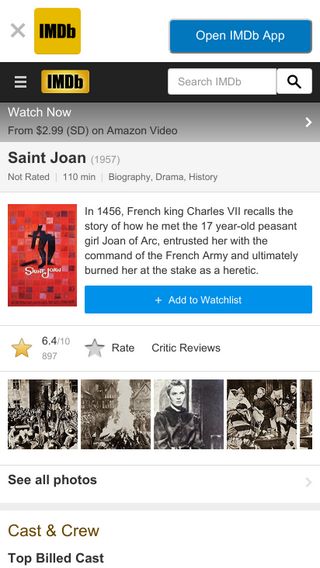 IMDb
Open IMDb App
IMDb
Search IMDb
Watch Now
From $2.99 (SD) on Amazon Video
Saint Joan (1957)
Not Rated | 110 min | Biography, Drama, History
Saint Joan
In 1456, French king Charles VII recalls the
story of how he met the 17 year-old peasant
girl Joan of Arc, entrusted her with the
command of the French Army and ultimately
burned her at the stake as a heretic.
+ Add to Watchlist
6.4/10
897
Rate
Critic Reviews
See all photos
Cast & Crew
Top Billed Cast